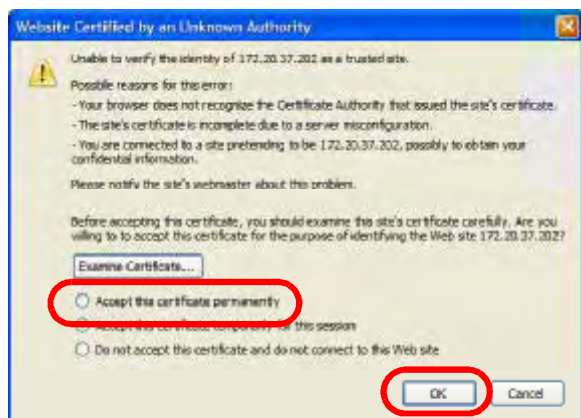 Website Certified by an Unknown Authority
Unable to verify the identity of 172.20.37.202 as a trusted site.
Possible reasons for this error:
- Your browser does not recognize the Certificate Authority that issued the site's certificate.
- The site's certificate is incomplete due to a server misconfiguration.
- You are connected to a site pretending to be 172.20.37.202, possibly to obtain your
confidential information.
Please notify the site's webmaster about this problem.
Before accepting this certificate, you should examine this site's certificate carefully. Are you
willing to to accept this certificate for the purpose of identifying the Web site 172.20.37.202?
Examine Certificate...
Accept this certificate permanently
Accept this certificate temporarily for this session
Do not accept this certificate and do not connect to this Web site
OK Cancel